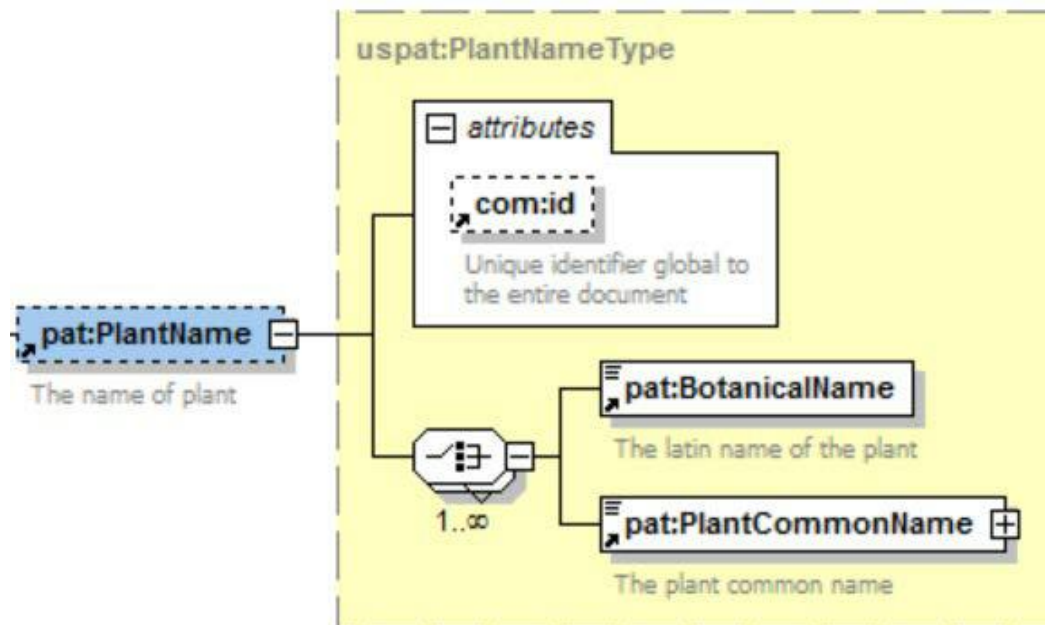 uspat:PlantNameType
attributes
com:id
Unique identifier global to
the entire document
pat:PlantName
The name of plant
pat:BotanicalName
The latin name of the plant
1..∞
pat:PlantCommonName
The plant common name